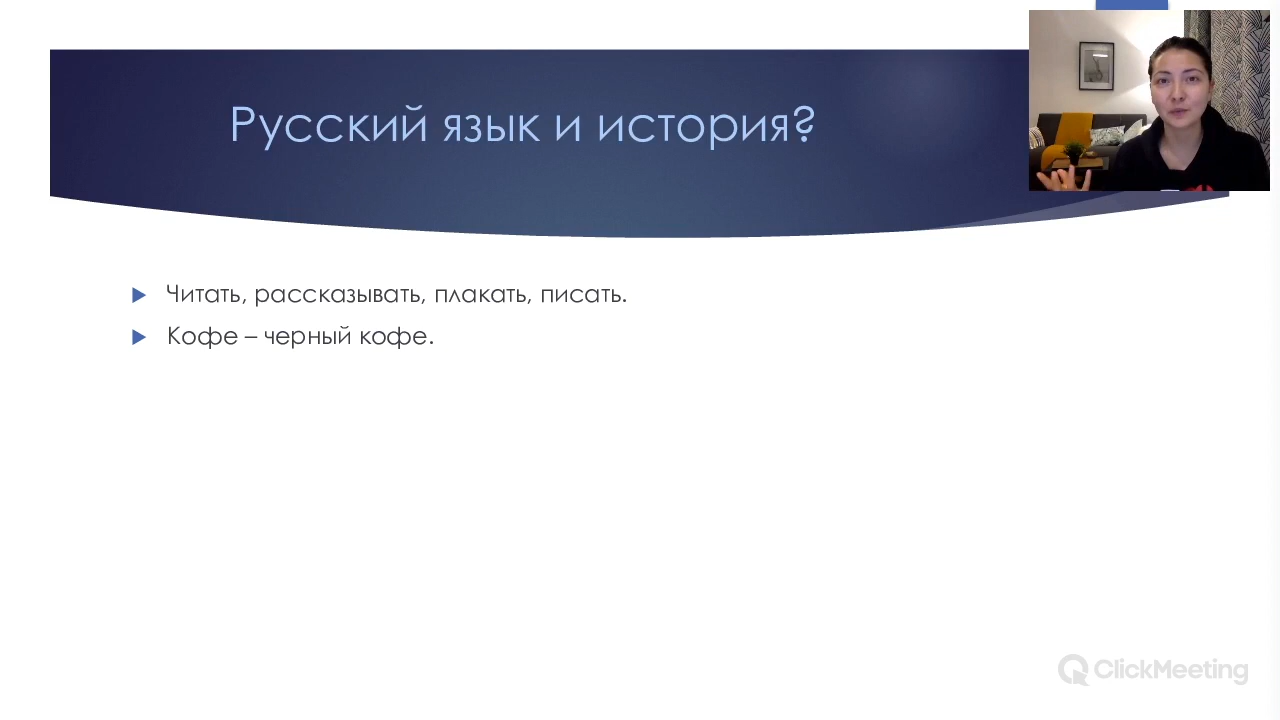 Русский язык и история?
Читать, рассказывать, плакать, писать.
Кофе – черный кофе.
ClickMeeting